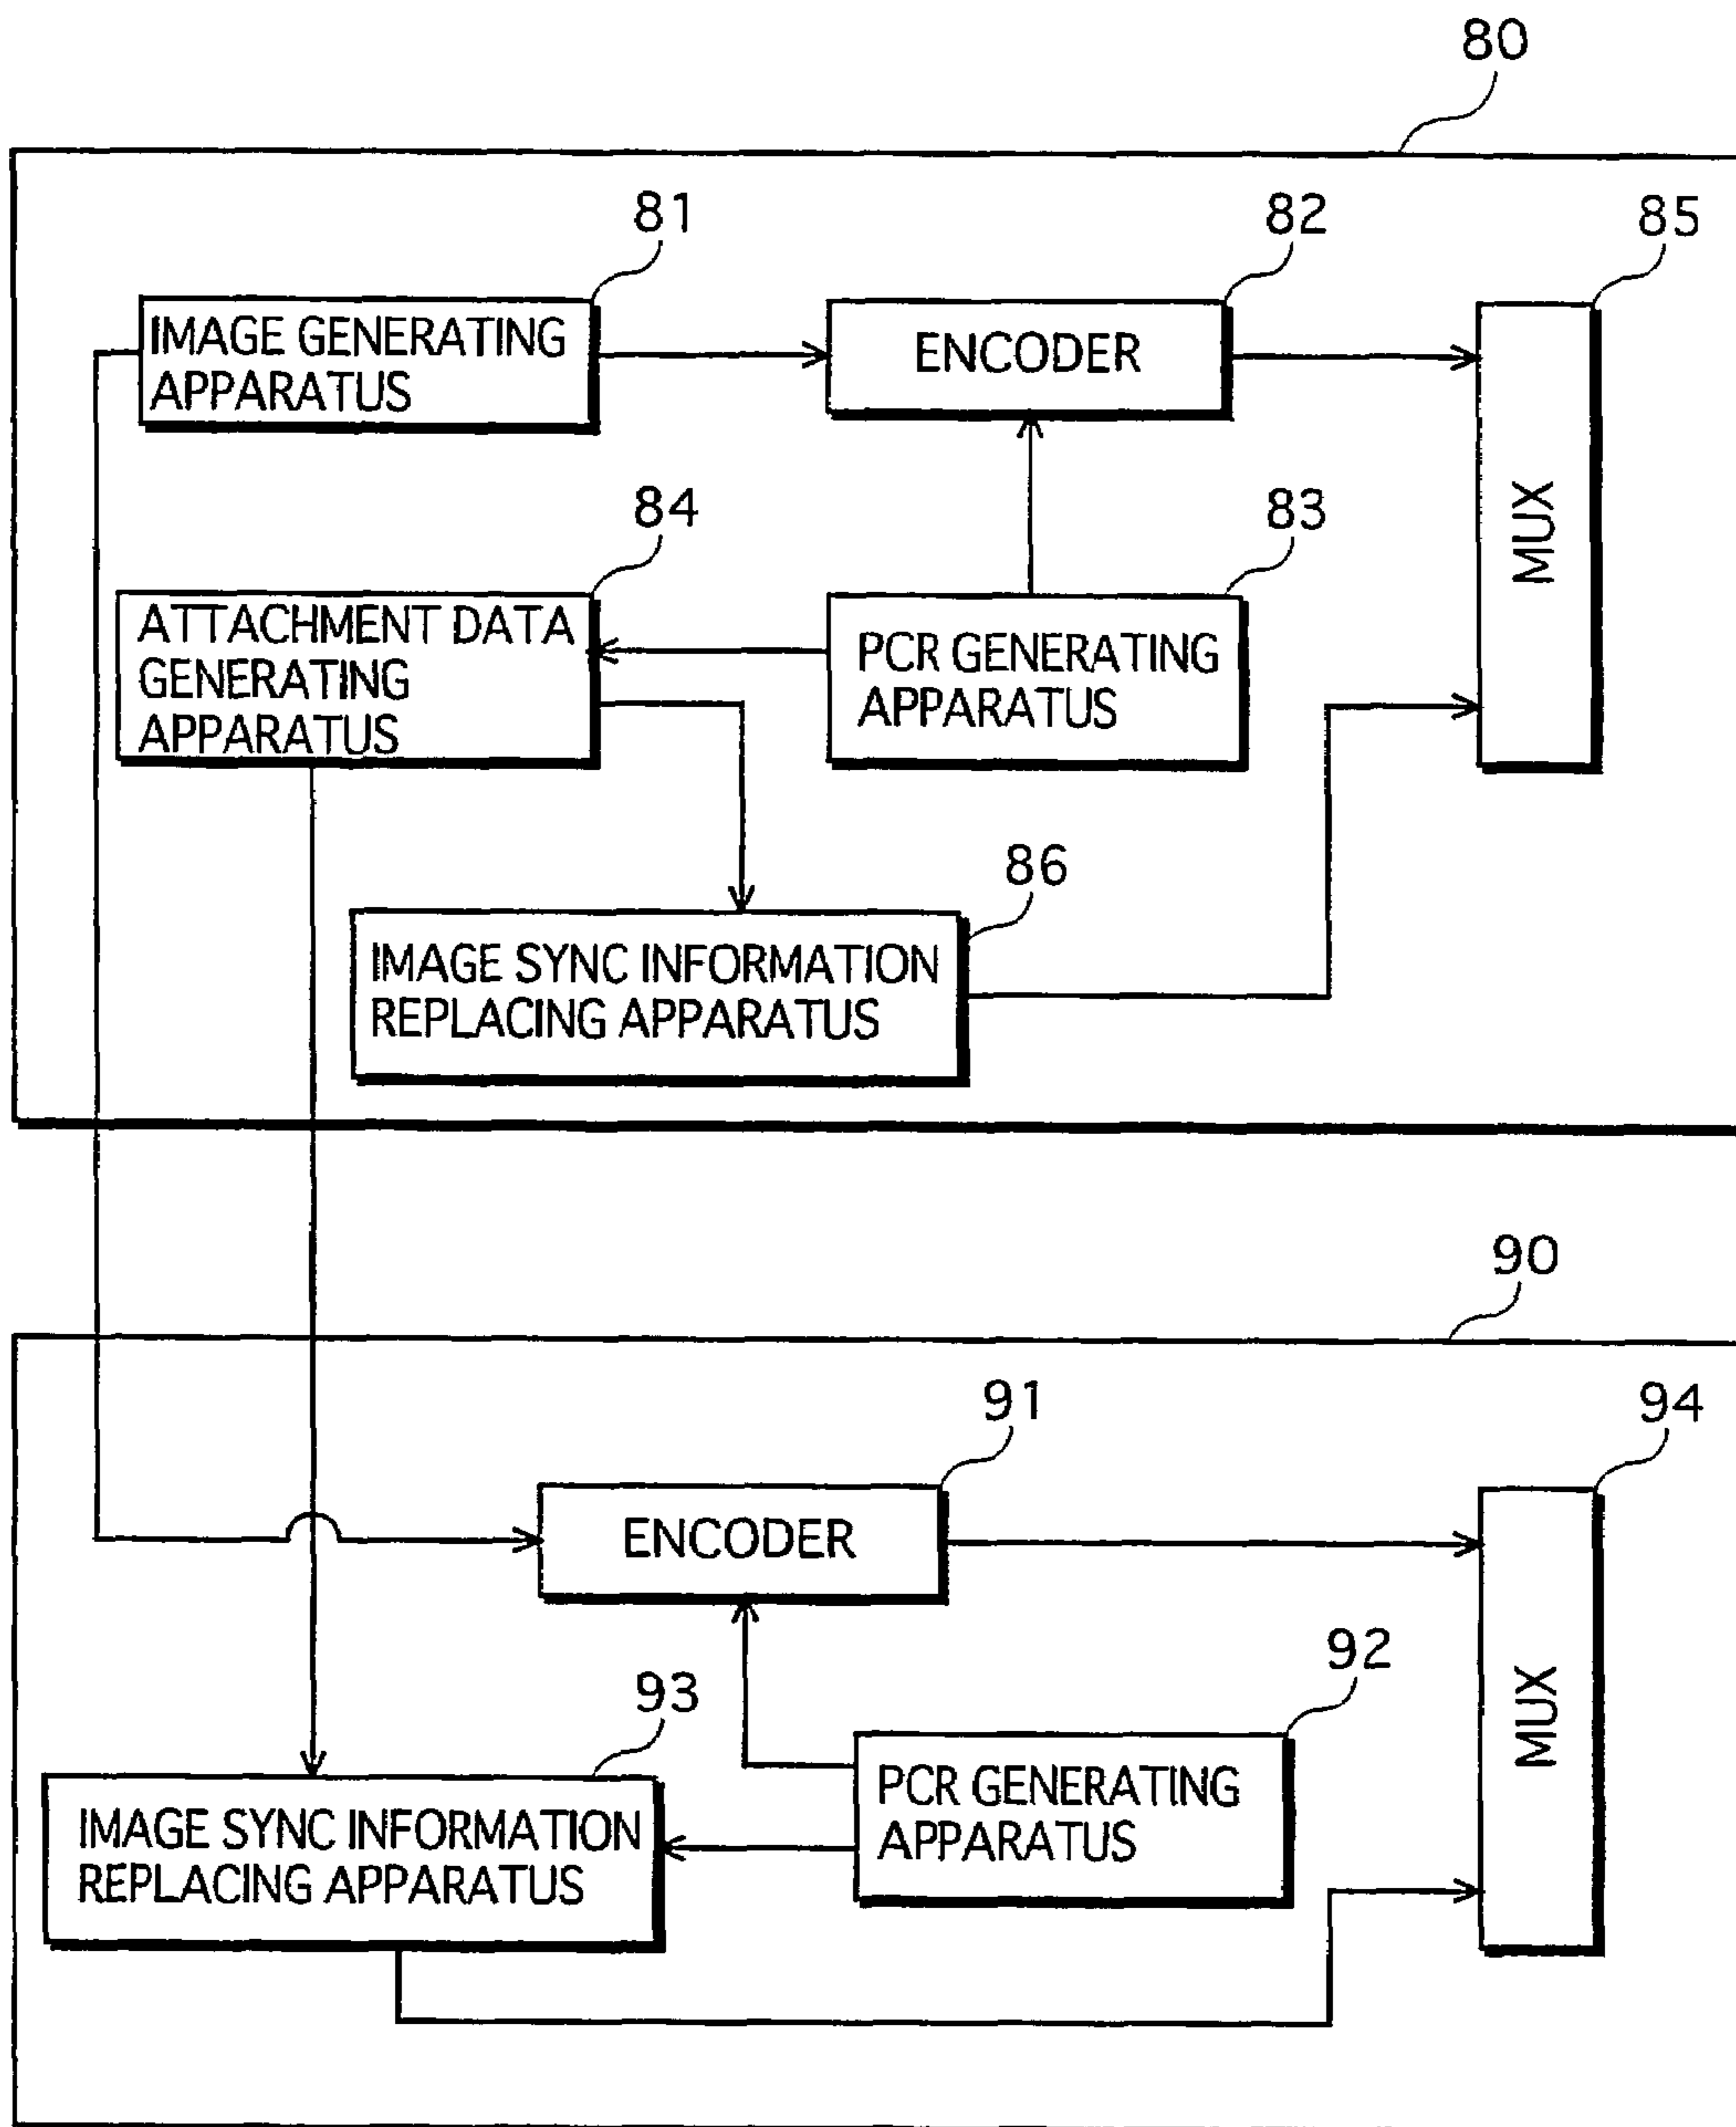 80
81
82
85
IMAGE GENERATING
APPARATUS
ENCODER
84
83
MUX
ATTACHMENT DATA
GENERATING
APPARATUS
PCR GENERATING
APPARATUS
86
IMAGE SYNC INFORMATION
REPLACING APPARATUS
90
91
94
ENCODER
92
93
MUX
PCR GENERATING
APPARATUS
IMAGE SYNC INFORMATION
REPLACING APPARATUS